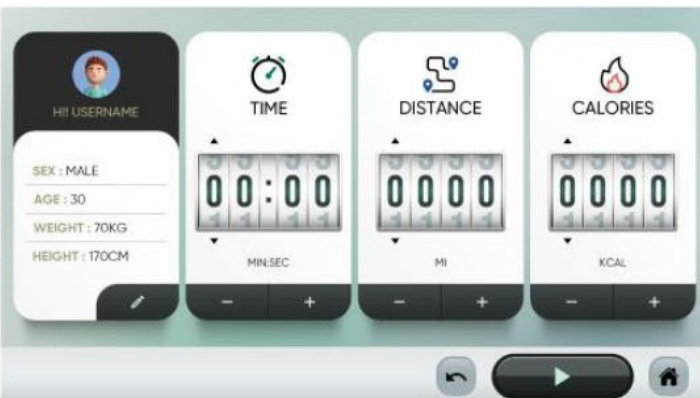 HI! USERNAME
SEX : MALE
AGE : 30
WEIGHT : 70KG
HEIGHT : 170CM
TIME
00:00
MIN:SEC
- +
DISTANCE
0000
MI
- +
CALORIES
0000
KCAL
- +